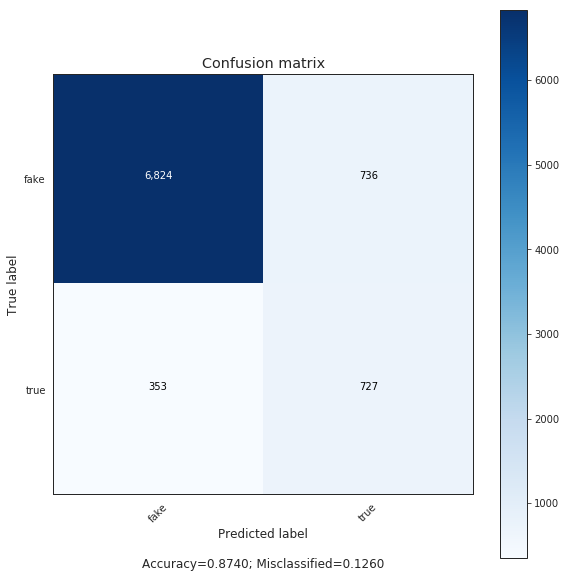 Confusion matrix
6000
5000
4000
3000
2000
1000
True label
fake
6,824
736
true
353
727
fake
true
Predicted label
Accuracy=0.8740; Misclassified=0.1260